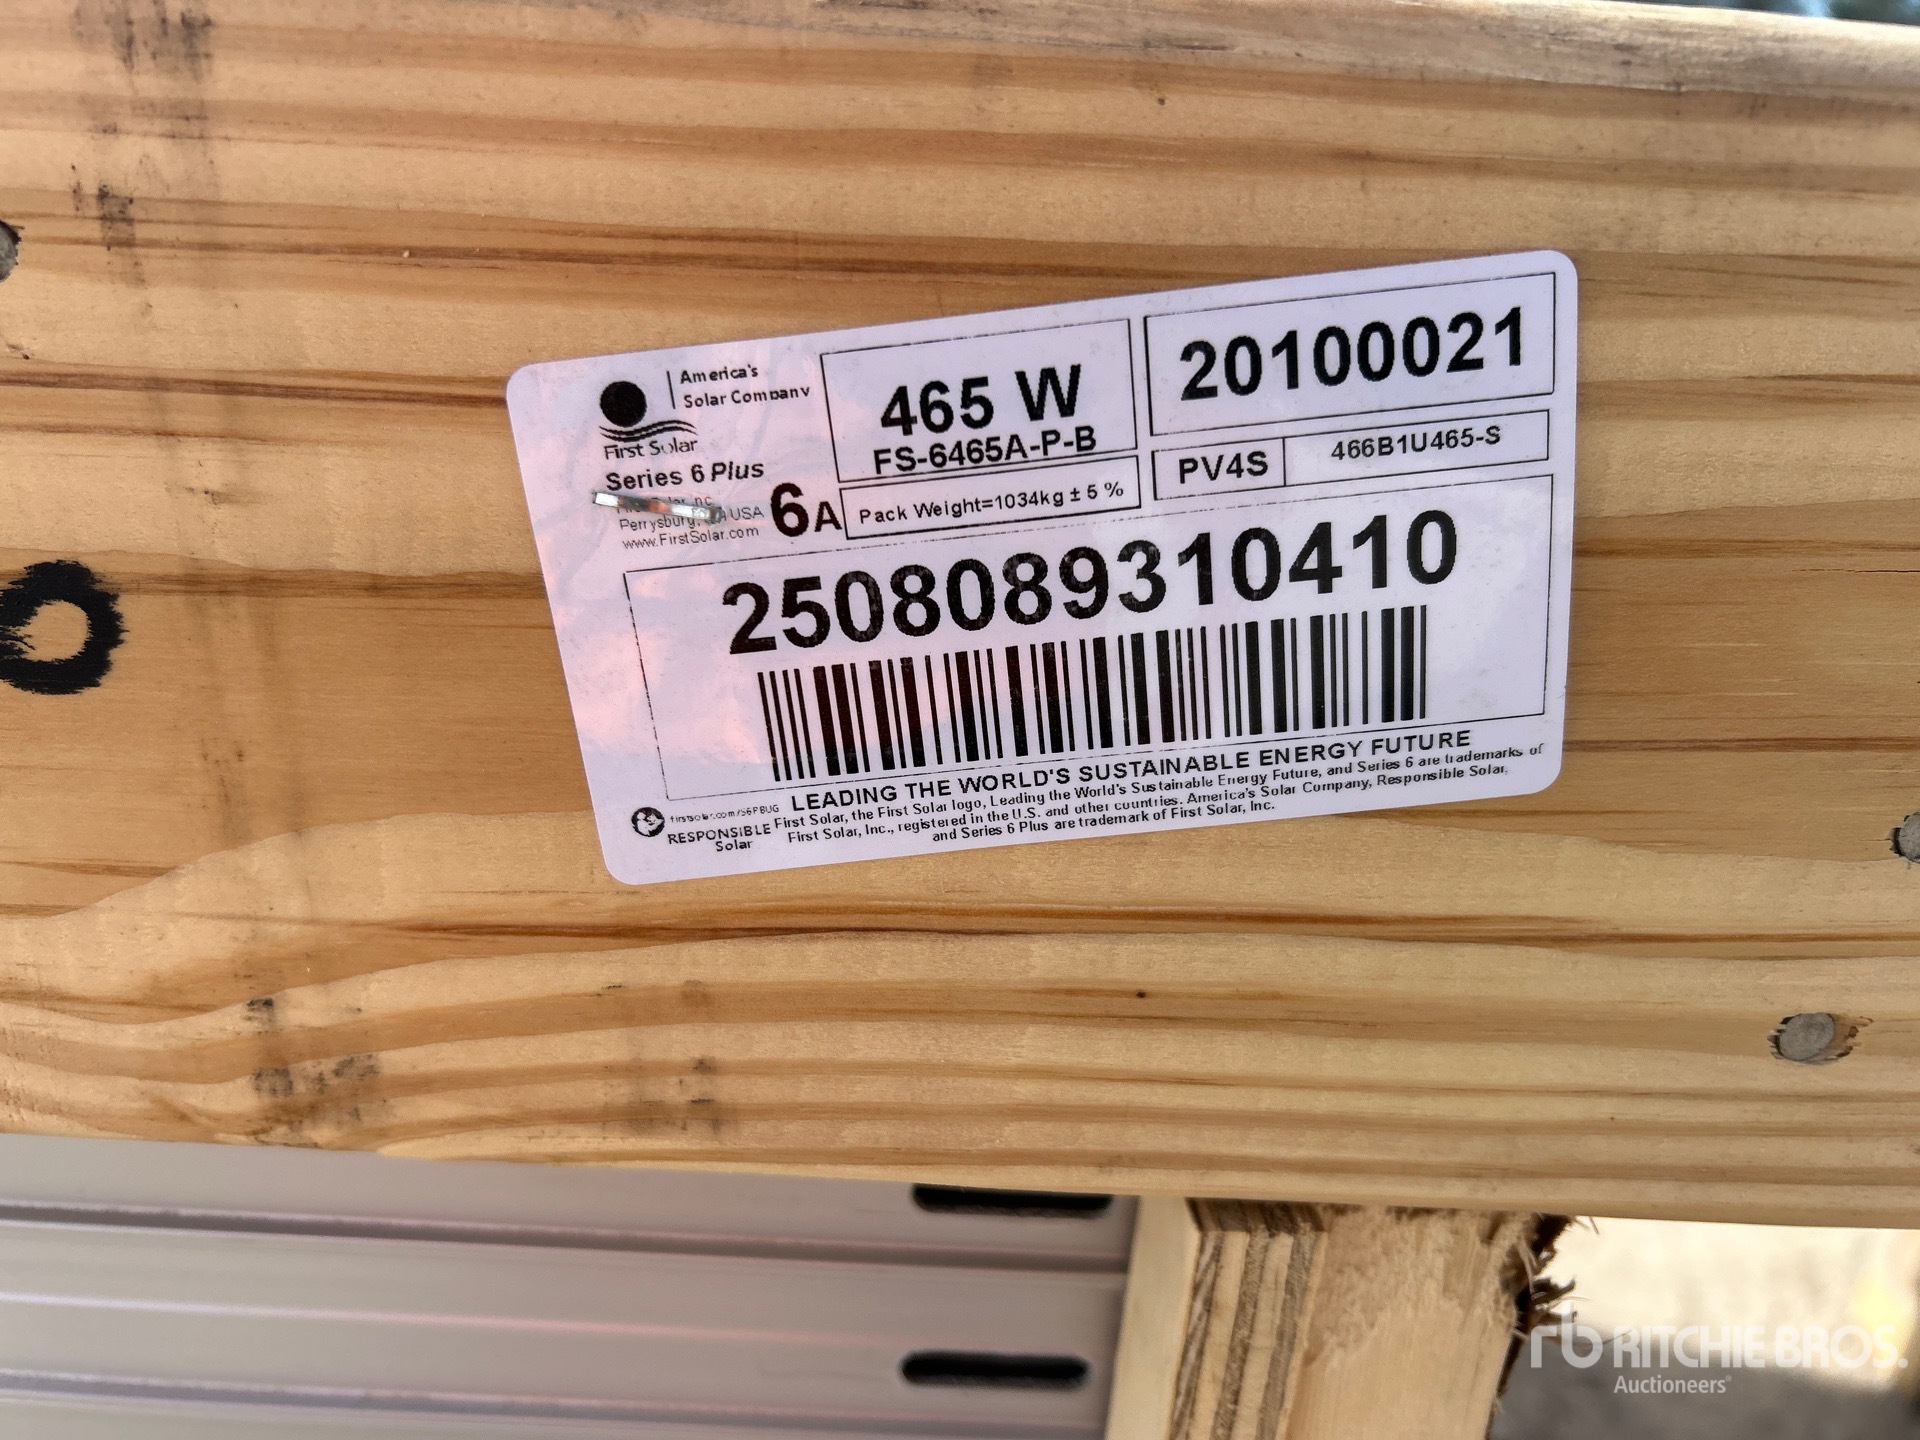 America's
Solar Company
First Solar
Series 6 Plus
Perrysburg, USA
www.FirstSolar.com
6A
465 W
FS-6465A-P-B
Pack Weight=1034kg ± 5 %
20100021
PV4S
466B1U465-S
2508089310410
LEADING THE WORLD'S SUSTAINABLE ENERGY FUTURE
firstsolar.com/S6PBUG
RESPONSIBLE
Solar
First Solar, the First Solar logo, Leading the World's Sustainable Energy Future, and Series 6 are trademarks of
First Solar, Inc., registered in the U.S. and other countries. America's Solar Company, Responsible Solar,
and Series 6 Plus are trademark of First Solar, Inc.
rb RITCHIE BROS.
Auctioneers